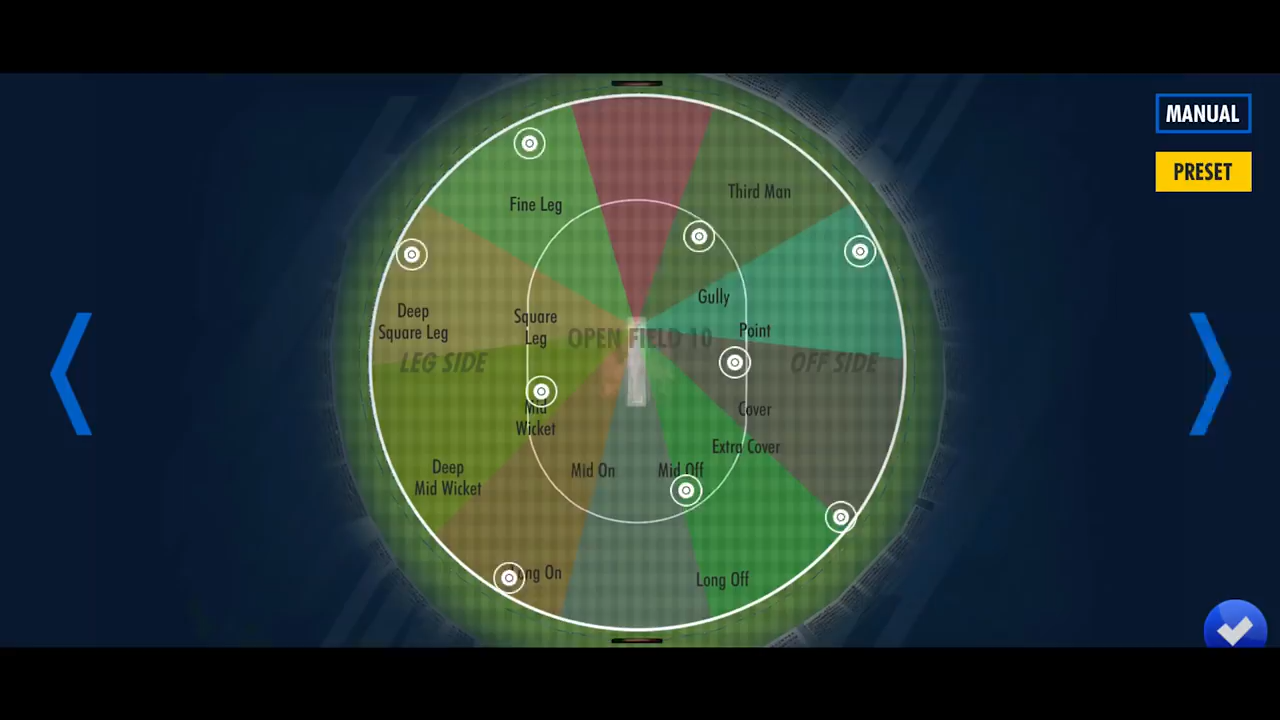 MANUAL
PRESET
Third Man
Fine Leg
Gully
Deep
Square Leg
Square
Leg
Point
OPEN FIELD 10
LEG SIDE
OFF SIDE
Mid
Wicket
Cover
Extra Cover
Deep
Mid Wicket
Mid On
Mid Off
Long On
Long Off